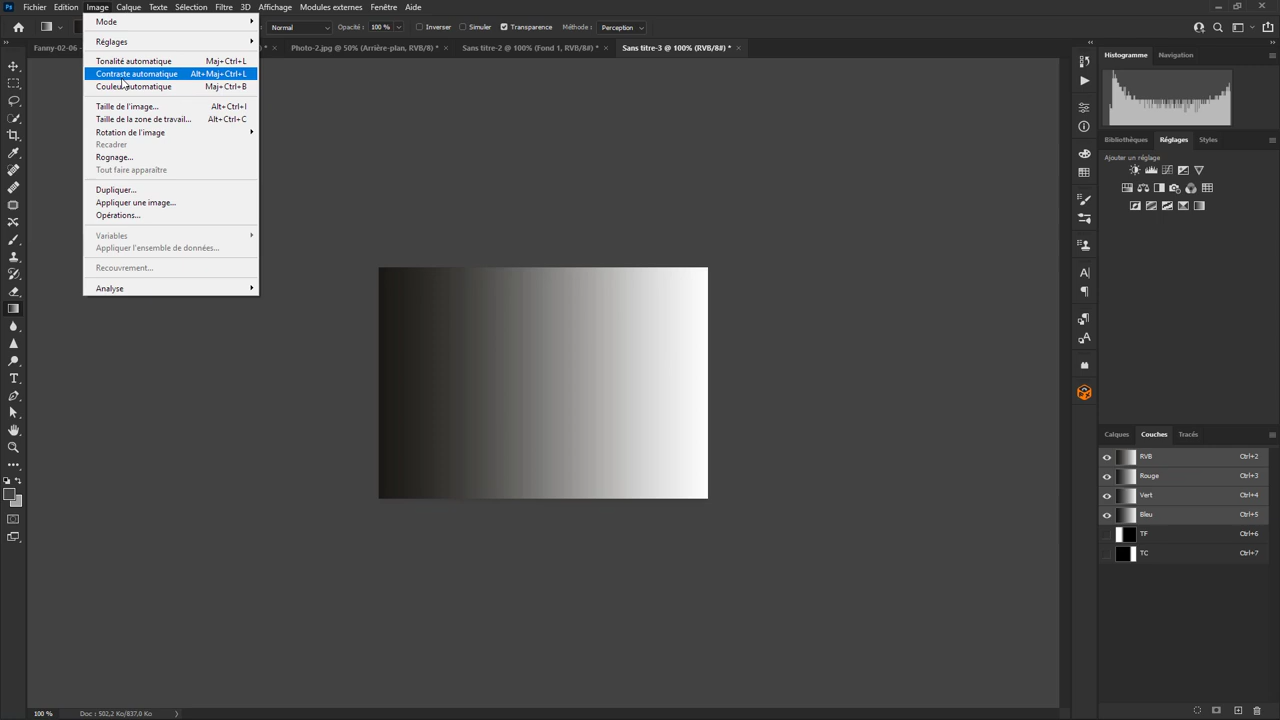 Ps Fichier Edition Image Calque Texte Sélection Filtre 3D Affichage Modules externes Fenêtre Aide
Normal Opacité : 100 % Inverser Simuler Transparence Méthode : Perception
Fanny-02-06 Photo-2.jpg @ 50% (Arrière-plan, RVB/8) * × Sans titre-2 @ 100% (Fond 1, RVB/8#) * × Sans titre-3 @ 100% (RVB/8#) * ×
Mode
Réglages
Tonalité automatique Maj+Ctrl+L
Contraste automatique Alt+Maj+Ctrl+L
Couleur automatique Maj+Ctrl+B
Taille de l'image... Alt+Ctrl+I
Taille de la zone de travail... Alt+Ctrl+C
Rotation de l'image
Recadrer
Rognage...
Tout faire apparaître
Dupliquer...
Appliquer une image...
Opérations...
Variables
Appliquer l'ensemble de données...
Recouvrement...
Analyse
Histogramme Navigation
Bibliothèques Réglages Styles
Ajouter un réglage
Calques Couches Tracés
RVB Ctrl+2
Rouge Ctrl+3
Vert Ctrl+4
Bleu Ctrl+5
TF Ctrl+6
TC Ctrl+7
100 % Doc : 502,2 Ko/837,0 Ko